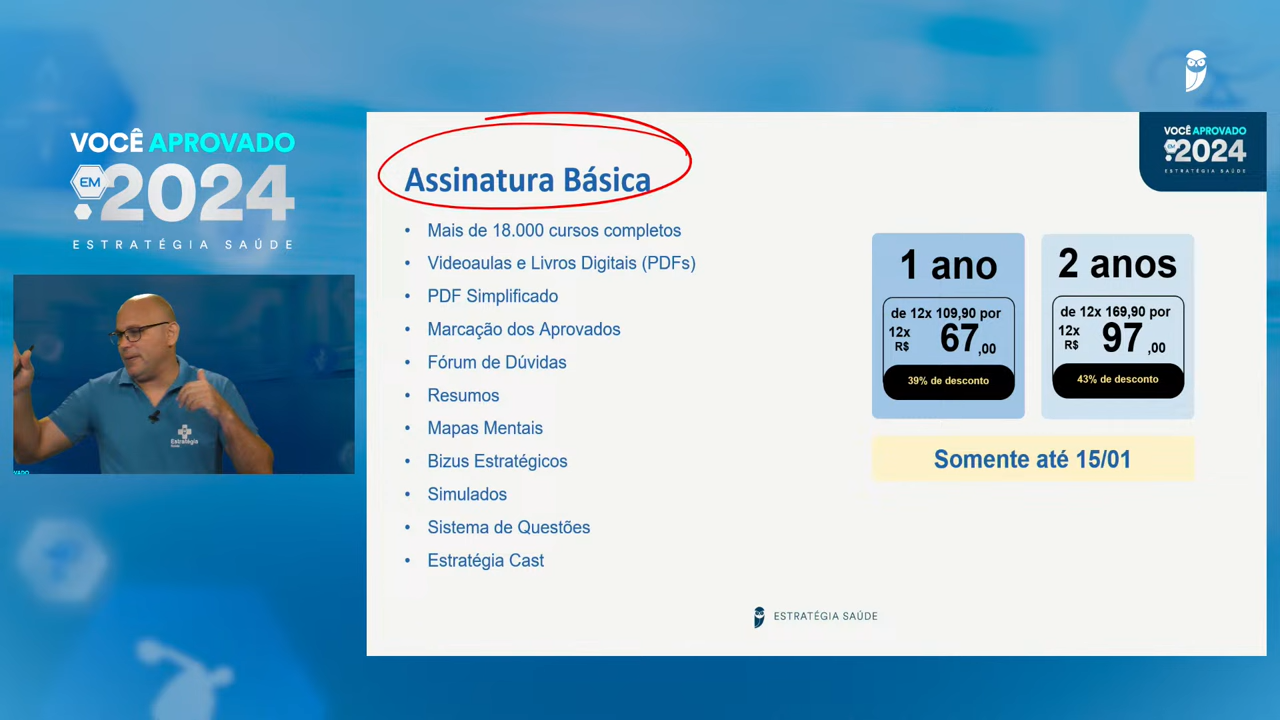 VOCÊ APROVADO
EM
2024
ESTRATÉGIA SAÚDE
Estratégia
VOCÊ APROVADO
EM
2024
ESTRATÉGIA SAÚDE
Assinatura Básica
• Mais de 18.000 cursos completos
• Videoaulas e Livros Digitais (PDFs)
• PDF Simplificado
• Marcação dos Aprovados
• Fórum de Dúvidas
• Resumos
• Mapas Mentais
• Bizus Estratégicos
• Simulados
• Sistema de Questões
• Estratégia Cast
1 ano
de 12x 109,90 por
12x
R$ 67,00
39% de desconto
2 anos
de 12x 169,90 por
12x
R$ 97,00
43% de desconto
Somente até 15/01
ESTRATÉGIA SAÚDE